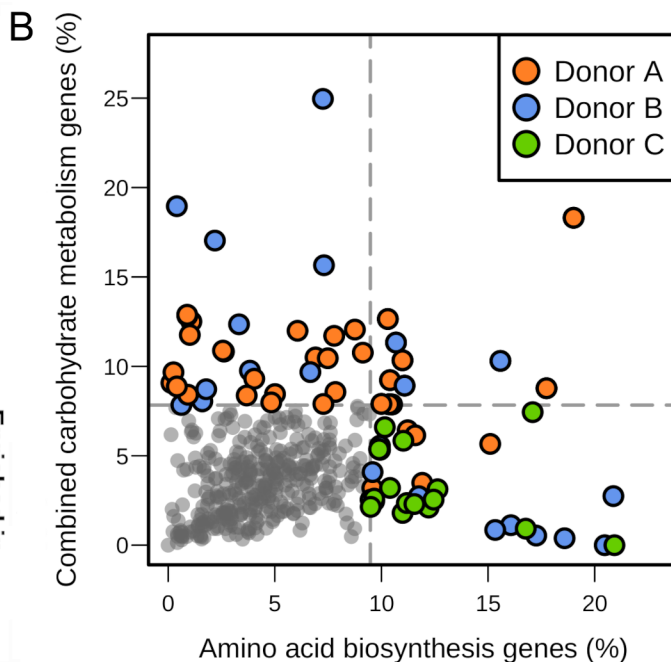 B
Combined carbohydrate metabolism genes (%)
25
20
15
10
5
0
Donor A
Donor B
Donor C
0 5 10 15 20
Amino acid biosynthesis genes (%)